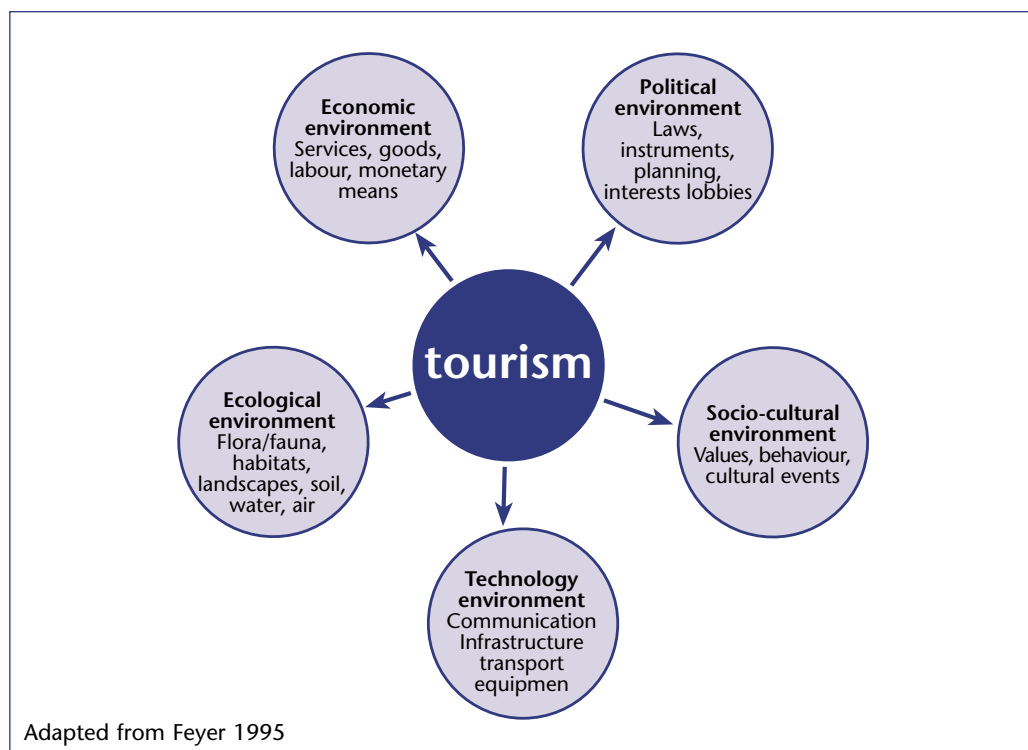 Economic
environment
Services, goods,
labour, monetary
means
Political
environment
Laws,
instruments,
planning,
interests lobbies
tourism
Ecological
environment
Flora/fauna,
habitats,
landscapes, soil,
water, air
Socio-cultural
environment
Values, behaviour,
cultural events
Technology
environment
Communication
Infrastructure
transport
equipmen
Adapted from Feyer 1995